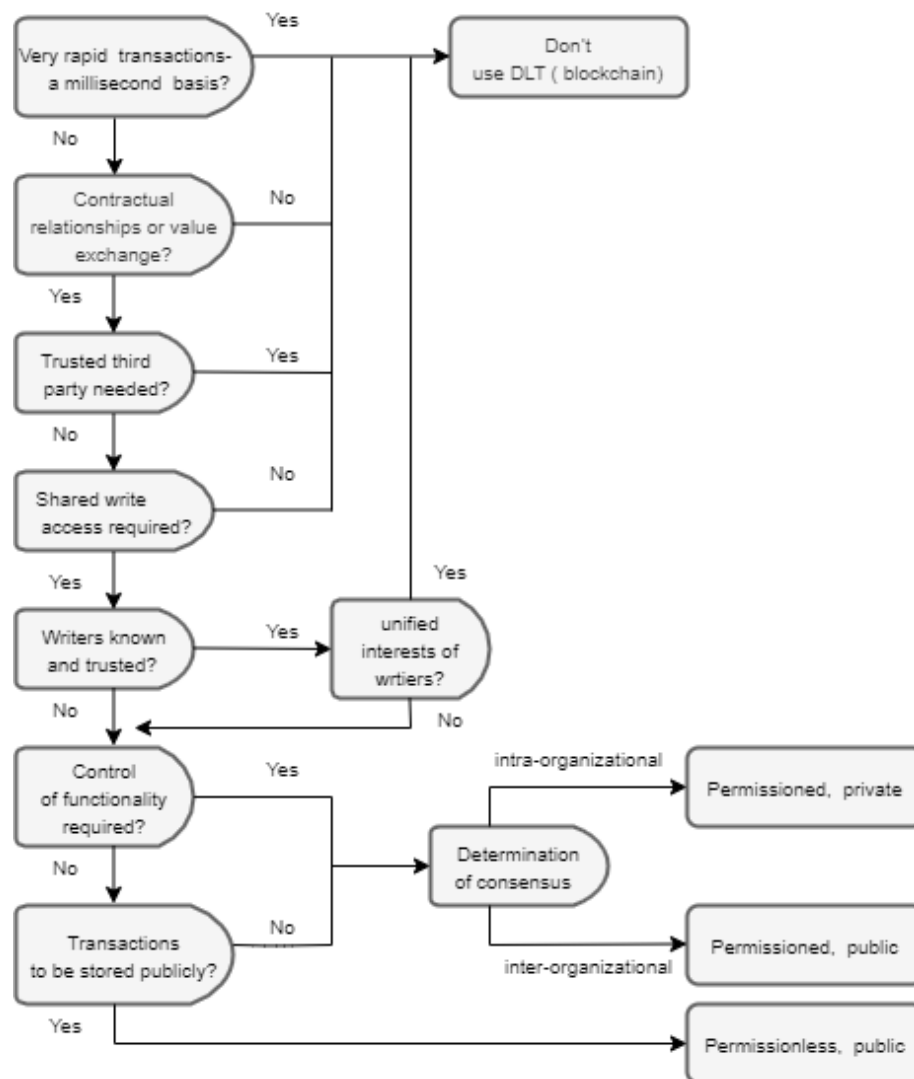 Yes
Very rapid transactions-
a millisecond basis?
Don't
use DLT ( blockchain)
No
Contractual
relationships or value
exchange?
No
Yes
Trusted third
party needed?
Yes
No
Shared write
access required?
No
Yes
Yes
Writers known
and trusted?
Yes
unified
interests of
wrtiers?
No
No
Control
of functionality
required?
Yes
intra-organizational
Permissioned, private
Determination
of consensus
No
Transactions
to be stored publicly?
No
inter-organizational
Permissioned, public
Yes
Permissionless, public